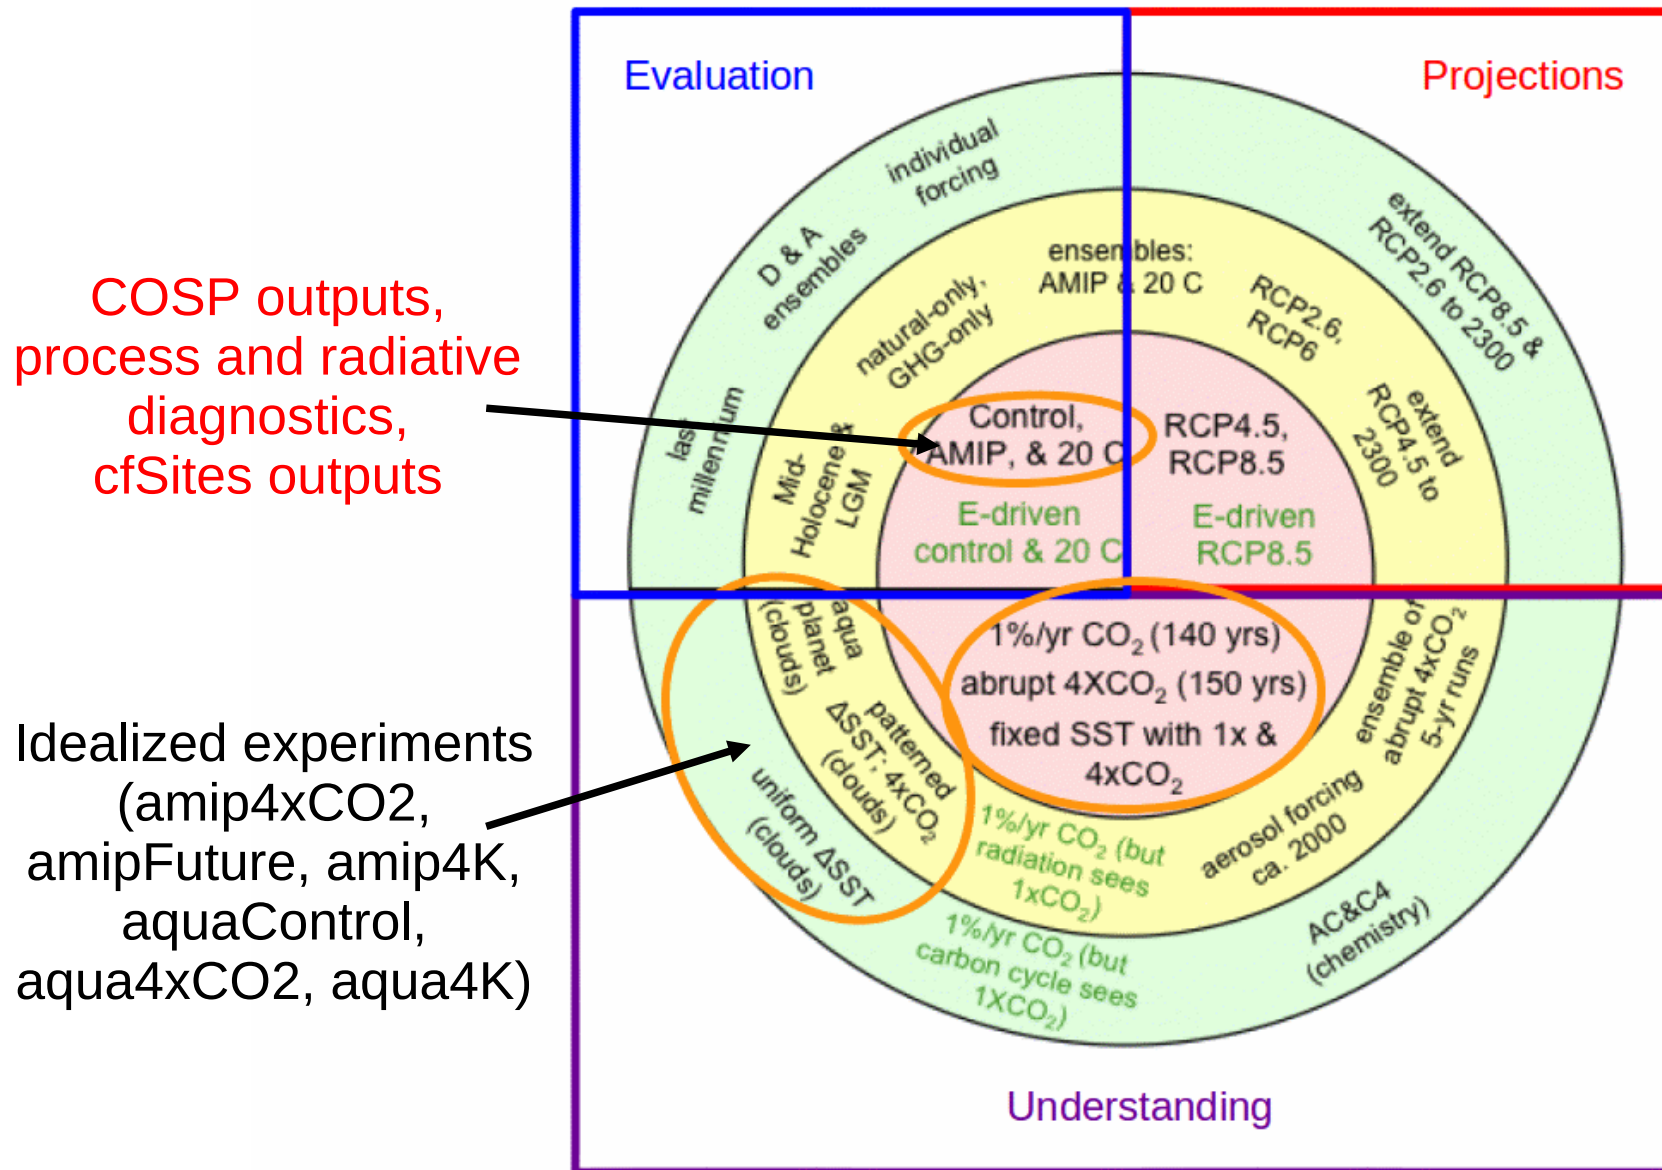 Evaluation
Projections
individual
forcing
D & A
ensembles
last
millennium
extend RCP8.5 &
RCP2.6 to 2300
ensembles:
AMIP & 20 C
natural-only,
GHG-only
Mid-
Holocene &
LGM
RCP2.6,
RCP6
extend
RCP4.5 to
2300
Control,
AMIP, & 20 C
RCP4.5,
RCP8.5
E-driven
control & 20 C
E-driven
RCP8.5
COSP outputs,
process and radiative
diagnostics,
cfSites outputs
Idealized experiments
(amip4xCO2,
amipFuture, amip4K,
aquaControl,
aqua4xCO2, aqua4K)
aqua
planet
(clouds)
patterned
ΔSST; 4xCO₂
(clouds)
uniform ΔSST
(clouds)
1%/yr CO₂ (140 yrs)
abrupt 4XCO₂ (150 yrs)
fixed SST with 1x &
4xCO₂
ensemble of
abrupt 4xCO₂
5-yr runs
aerosol forcing
ca. 2000
1%/yr CO₂ (but
radiation sees
1xCO₂)
1%/yr CO₂ (but
carbon cycle sees
1XCO₂)
AC&C4
(chemistry)
Understanding